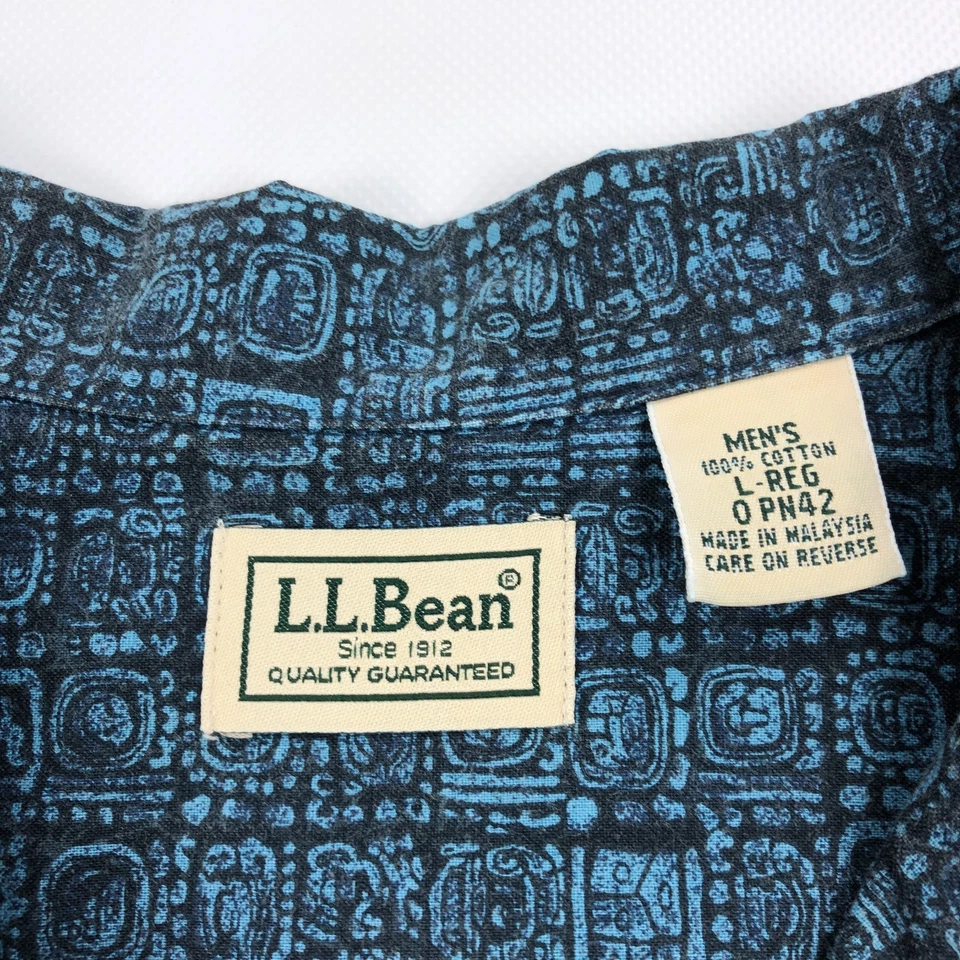 L.L.Bean®
Since 1912
QUALITY GUARANTEED
MEN'S
100% COTTON
L-REG
0 PN42
MADE IN MALAYSIA
CARE ON REVERSE